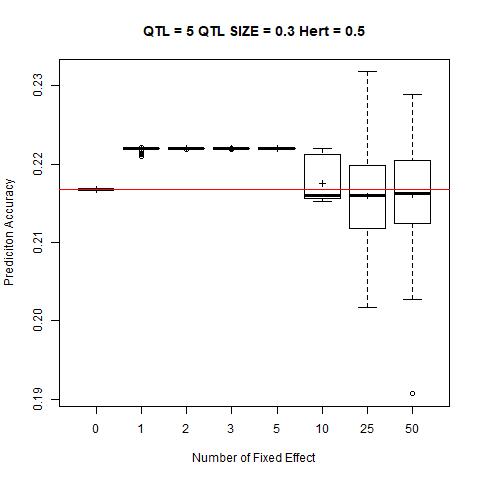 QTL = 5 QTL SIZE = 0.3 Hert = 0.5
Prediciton Accuracy
0.23
0.22
0.21
0.20
0.19
0 1 2 3 5 10 25 50
Number of Fixed Effect